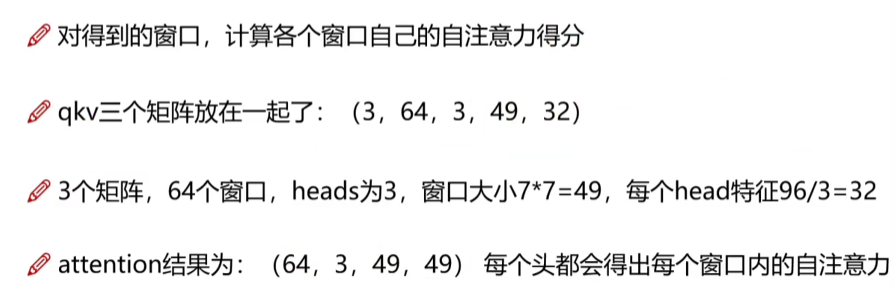 对得到的窗口，计算各个窗口自己的自注意力得分
qkv三个矩阵放在一起了：（3，64，3，49，32）
3个矩阵，64个窗口，heads为3，窗口大小7*7=49，每个head特征96/3=32
attention结果为：（64，3，49，49） 每个头都会得出每个窗口内的自注意力